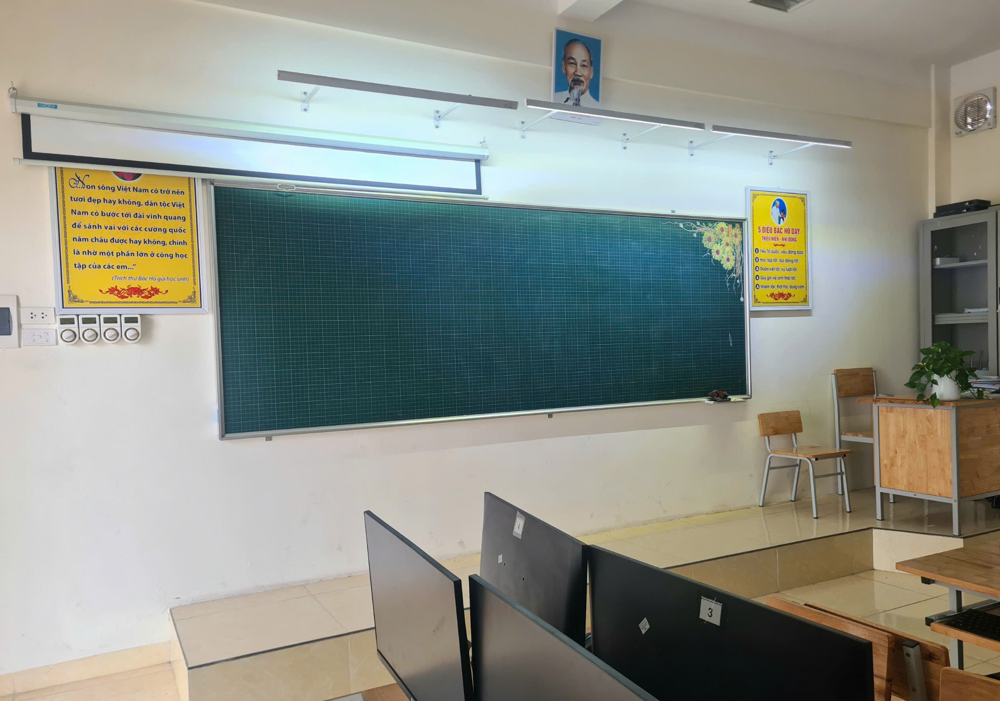 “...Non sông Việt Nam có trở nên
tươi đẹp hay không, dân tộc Việt
Nam có bước tới đài vinh quang
để sánh vai với các cường quốc
năm châu được hay không, chính
là nhờ một phần lớn ở công học
tập của các em...”
(Trích thư Bác Hồ gửi học sinh)
5 ĐIỀU BÁC HỒ DẠY
THIẾU NIÊN - NHI ĐỒNG
1 Yêu Tổ quốc, yêu đồng bào.
2 Học tập tốt, lao động tốt.
3 Đoàn kết tốt, kỷ luật tốt.
4 Giữ gìn vệ sinh thật tốt.
5 Khiêm tốn, thật thà, dũng cảm.
4
3